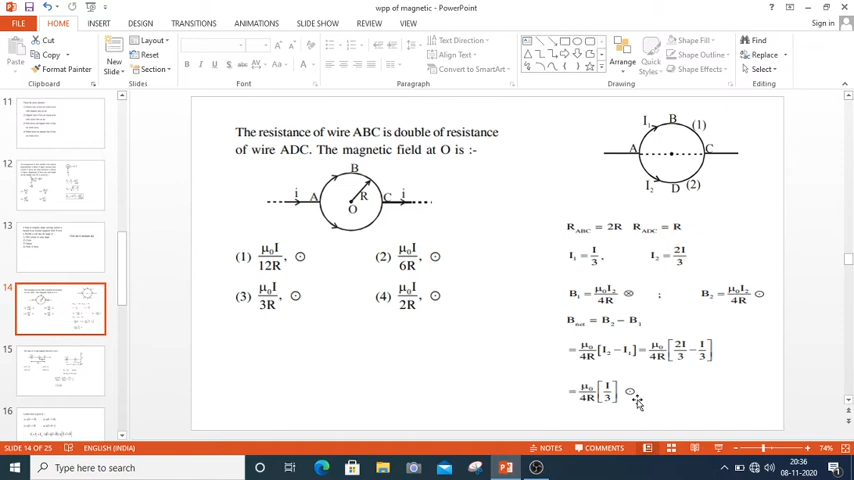 wpp of magnetic - PowerPoint
Sign in
FILE HOME INSERT DESIGN TRANSITIONS ANIMATIONS SLIDE SHOW REVIEW VIEW
Cut
Copy
Format Painter
Paste
Clipboard
New Slide
Layout
Reset
Section
Slides
B I U S
Font
Text Direction
Align Text
Convert to SmartArt
Paragraph
Arrange
Quick Styles
Shape Fill
Shape Outline
Shape Effects
Drawing
Find
Replace
Select
Editing
11
12
13
14
15
16
The resistance of wire ABC is double of resistance
of wire ADC. The magnetic field at O is :-
B
i A R C i
O
(1) μ₀I/12R, ⊙ (2) μ₀I/6R, ⊙
(3) μ₀I/3R, ⊙ (4) μ₀I/2R, ⊙
I₁ B (1)
A C
I₂ D (2)
R_ABC = 2R R_ADC = R
I₁ = I/3, I₂ = 2I/3
B₁ = μ₀I₂/4R ⊗ ; B₂ = μ₀I₂/4R ⊙
B_net = B₂ − B₁
= μ₀/4R [I₂ − I₁] = μ₀/4R [2I/3 − I/3]
= μ₀/4R [I/3] ⊙
SLIDE 14 OF 25 ENGLISH (INDIA) NOTES COMMENTS 74%
Type here to search
20:36
08-11-2020